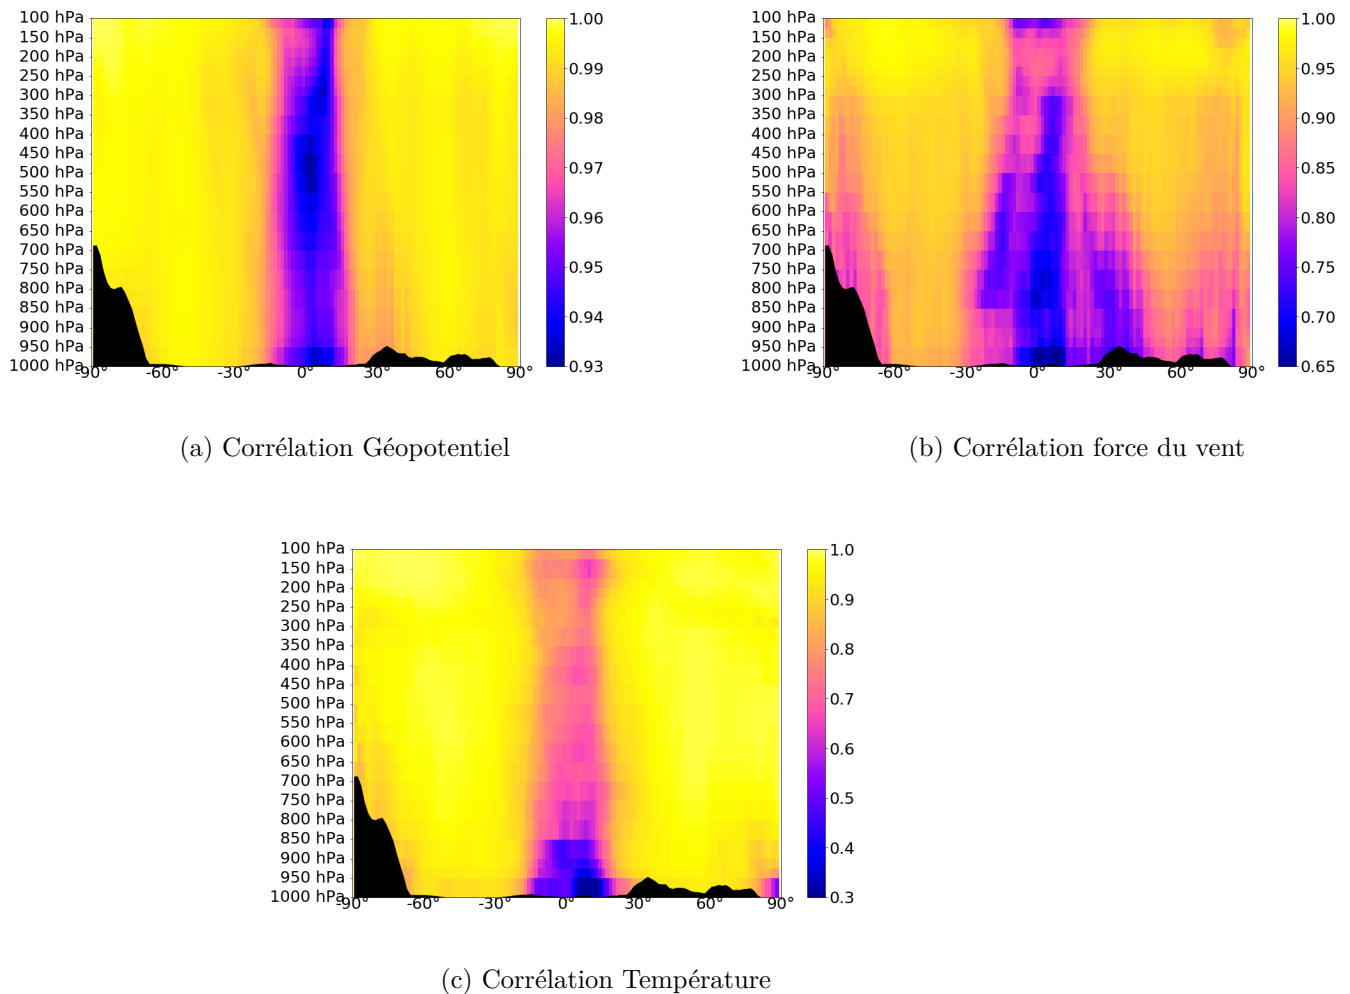 100 hPa
150 hPa
200 hPa
250 hPa
300 hPa
350 hPa
400 hPa
450 hPa
500 hPa
550 hPa
600 hPa
650 hPa
700 hPa
750 hPa
800 hPa
850 hPa
900 hPa
950 hPa
1000 hPa
-90° -60° -30° 0° 30° 60° 90°
1.00
0.99
0.98
0.97
0.96
0.95
0.94
0.93
(a) Corrélation Géopotentiel
100 hPa
150 hPa
200 hPa
250 hPa
300 hPa
350 hPa
400 hPa
450 hPa
500 hPa
550 hPa
600 hPa
650 hPa
700 hPa
750 hPa
800 hPa
850 hPa
900 hPa
950 hPa
1000 hPa
-90° -60° -30° 0° 30° 60° 90°
1.00
0.95
0.90
0.85
0.80
0.75
0.70
0.65
(b) Corrélation force du vent
100 hPa
150 hPa
200 hPa
250 hPa
300 hPa
350 hPa
400 hPa
450 hPa
500 hPa
550 hPa
600 hPa
650 hPa
700 hPa
750 hPa
800 hPa
850 hPa
900 hPa
950 hPa
1000 hPa
-90° -60° -30° 0° 30° 60° 90°
1.0
0.9
0.8
0.7
0.6
0.5
0.4
0.3
(c) Corrélation Température